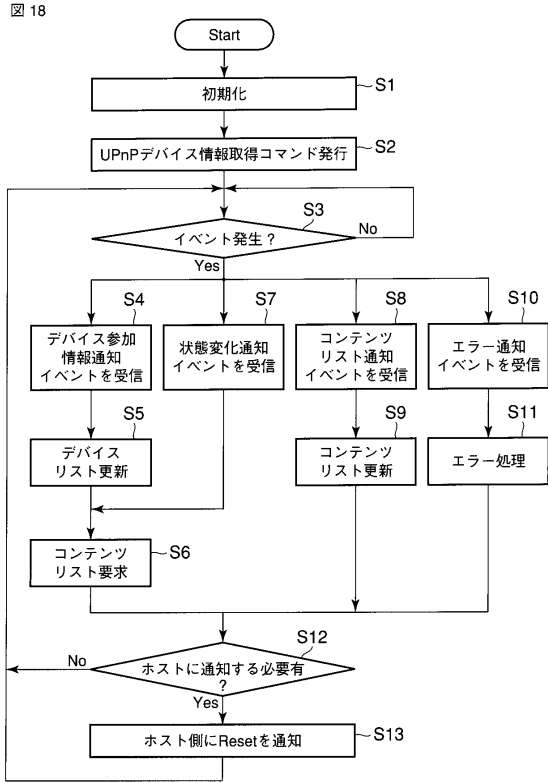 図 18
Start
初期化
S1
UPnPデバイス情報取得コマンド発行
S2
S3
イベント発生？
No
Yes
S4
デバイス参加
情報通知
イベントを受信
S7
状態変化通知
イベントを受信
S8
コンテンツ
リスト通知
イベントを受信
S10
エラー通知
イベントを受信
S5
デバイス
リスト更新
S9
コンテンツ
リスト更新
S11
エラー処理
コンテンツ
リスト要求
S6
S12
ホストに通知する必要有
？
No
Yes
ホスト側にResetを通知
S13